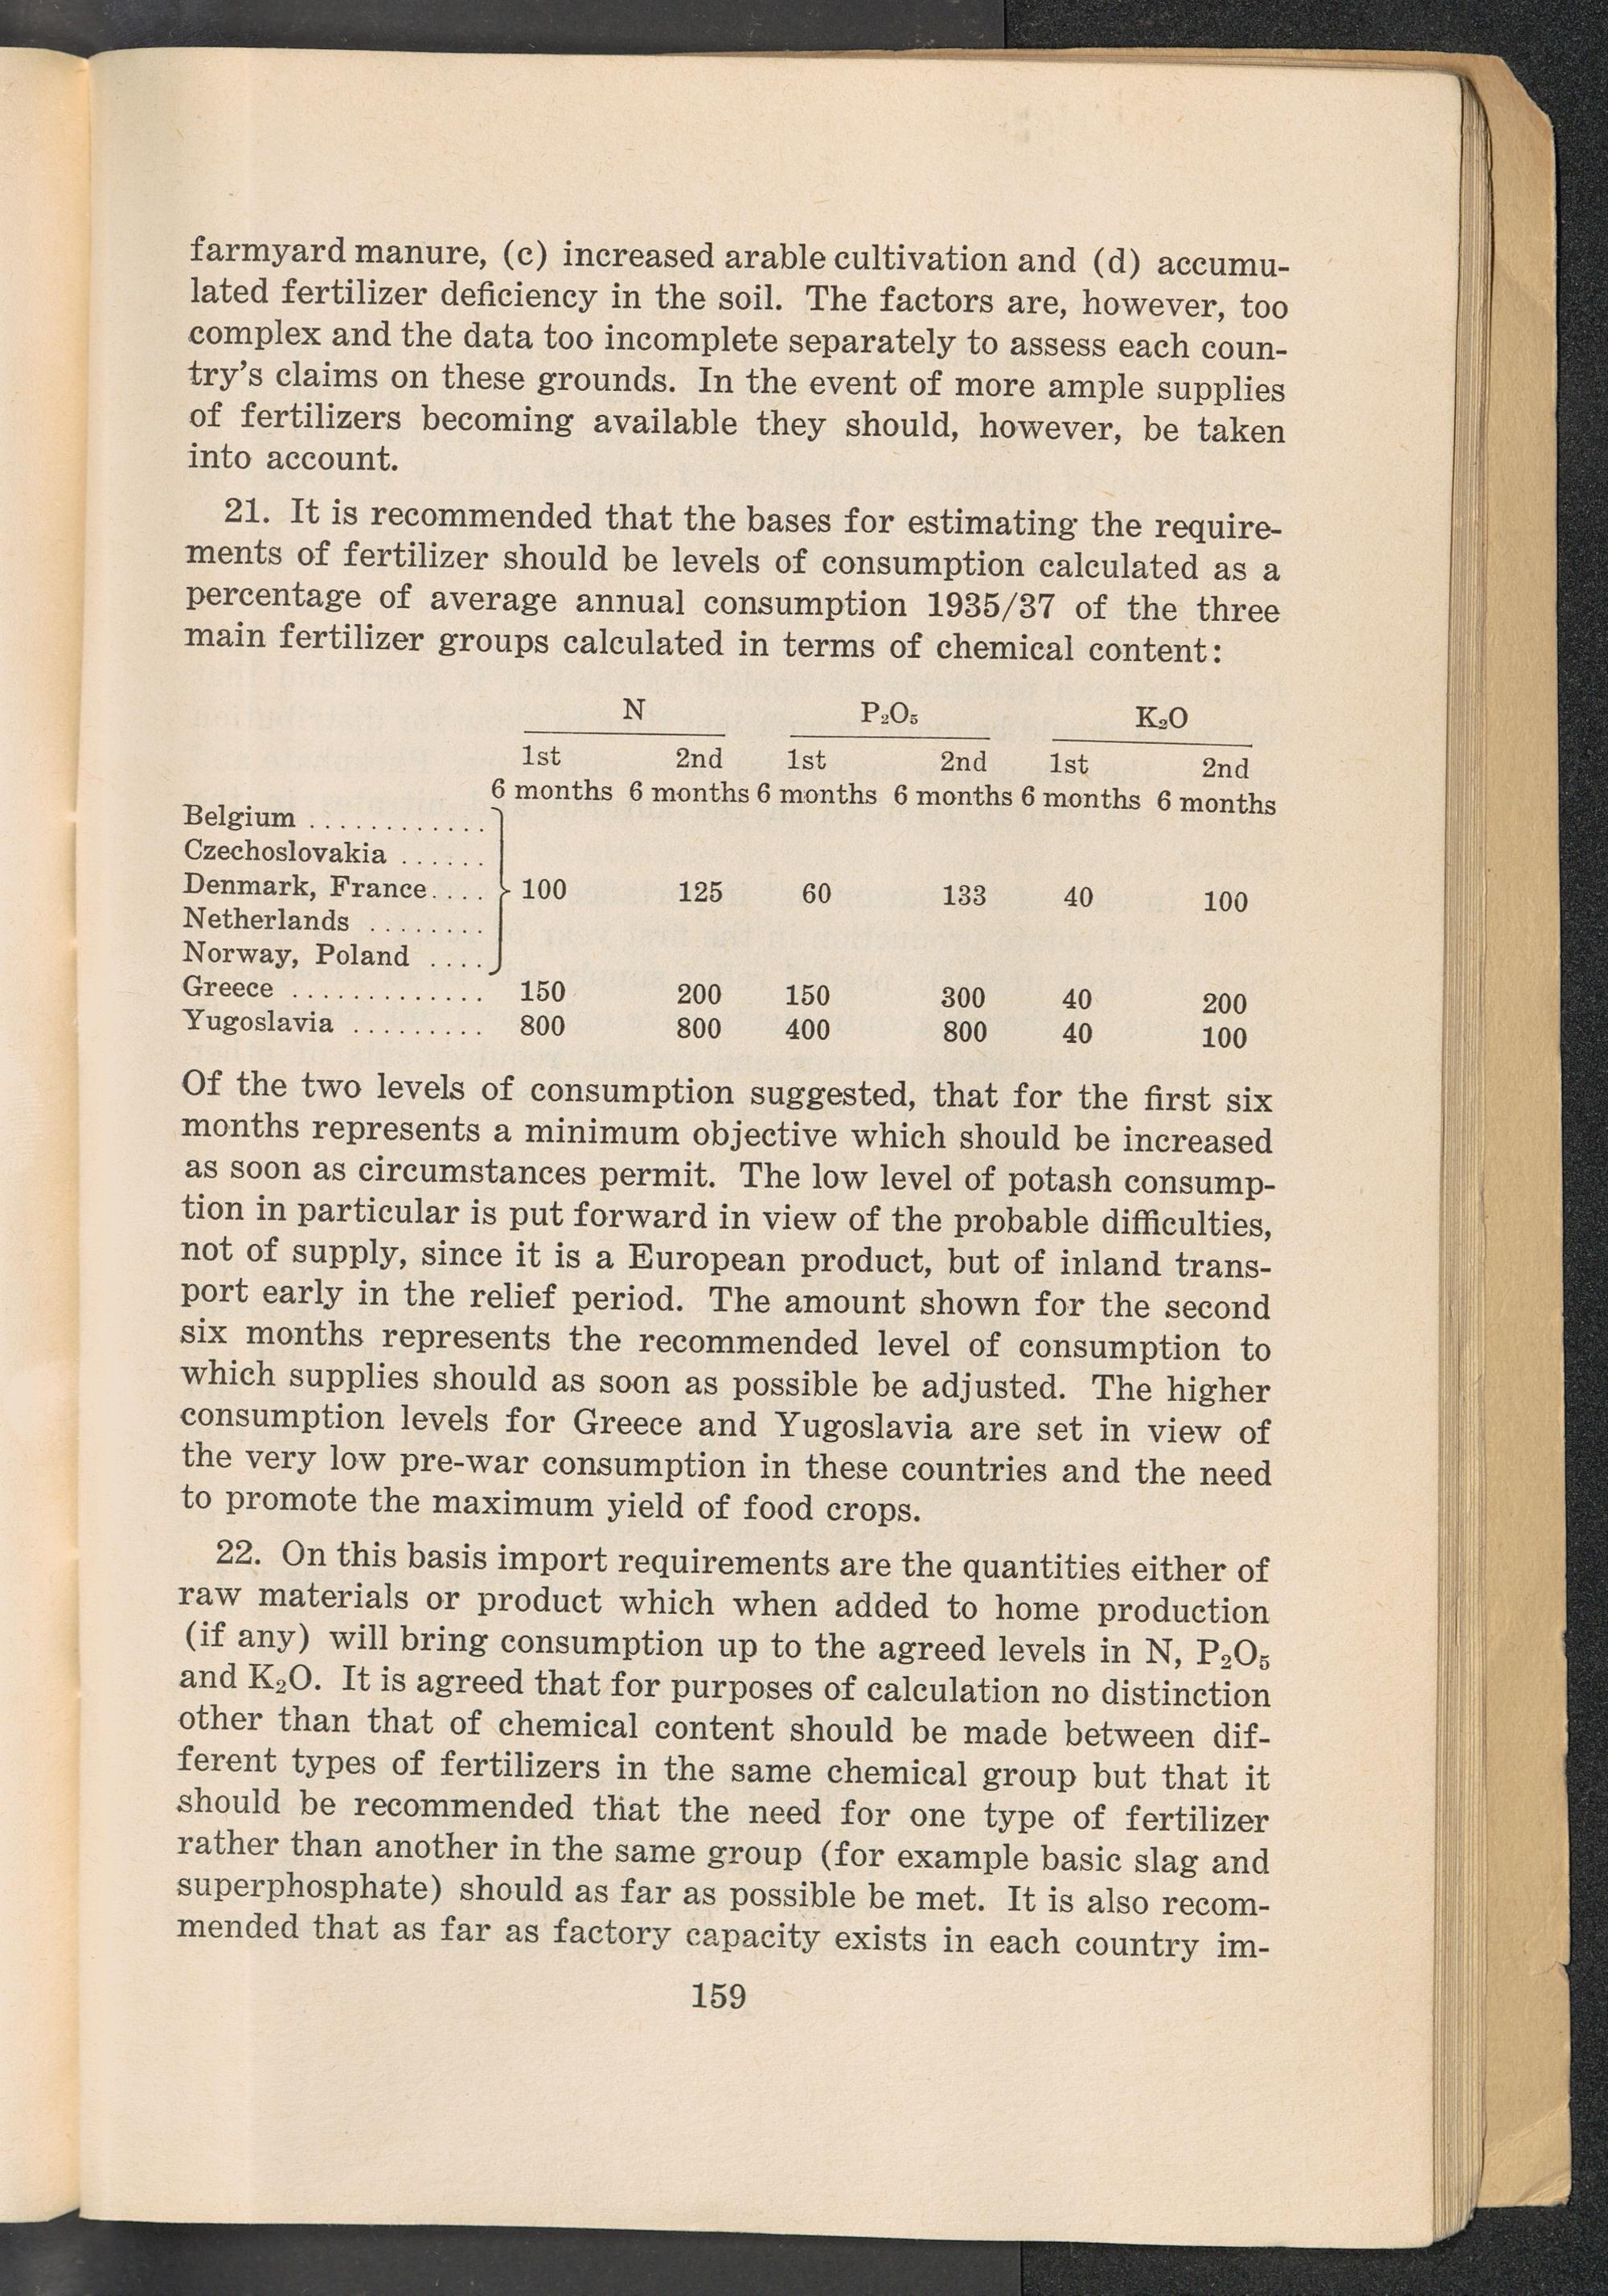 farmyard manure, (c) increased arable cultivation and (d) accumu-
lated fertilizer deficiency in the soil. The factors are, however, too
complex and the data too incomplete separately to assess each coun-
try's claims on these grounds. In the event of more ample supplies
of fertilizers becoming available they should, however, be taken
into account.
21. It is recommended that the bases for estimating the require-
ments of fertilizer should be levels of consumption calculated as a
percentage of average annual consumption 1935/37 of the three
main fertilizer groups calculated in terms of chemical content:
N P₂O₅ K₂O
1st 2nd 1st 2nd 1st 2nd
6 months 6 months 6 months 6 months 6 months 6 months
Belgium ............
Czechoslovakia ......
Denmark, France.... 100 125 60 133 40 100
Netherlands ........
Norway, Poland ....
Greece ............. 150 200 150 300 40 200
Yugoslavia ......... 800 800 400 800 40 100
Of the two levels of consumption suggested, that for the first six
months represents a minimum objective which should be increased
as soon as circumstances permit. The low level of potash consump-
tion in particular is put forward in view of the probable difficulties,
not of supply, since it is a European product, but of inland trans-
port early in the relief period. The amount shown for the second
six months represents the recommended level of consumption to
which supplies should as soon as possible be adjusted. The higher
consumption levels for Greece and Yugoslavia are set in view of
the very low pre-war consumption in these countries and the need
to promote the maximum yield of food crops.
22. On this basis import requirements are the quantities either of
raw materials or product which when added to home production
(if any) will bring consumption up to the agreed levels in N, P₂O₅
and K₂O. It is agreed that for purposes of calculation no distinction
other than that of chemical content should be made between dif-
ferent types of fertilizers in the same chemical group but that it
should be recommended that the need for one type of fertilizer
rather than another in the same group (for example basic slag and
superphosphate) should as far as possible be met. It is also recom-
mended that as far as factory capacity exists in each country im-
159